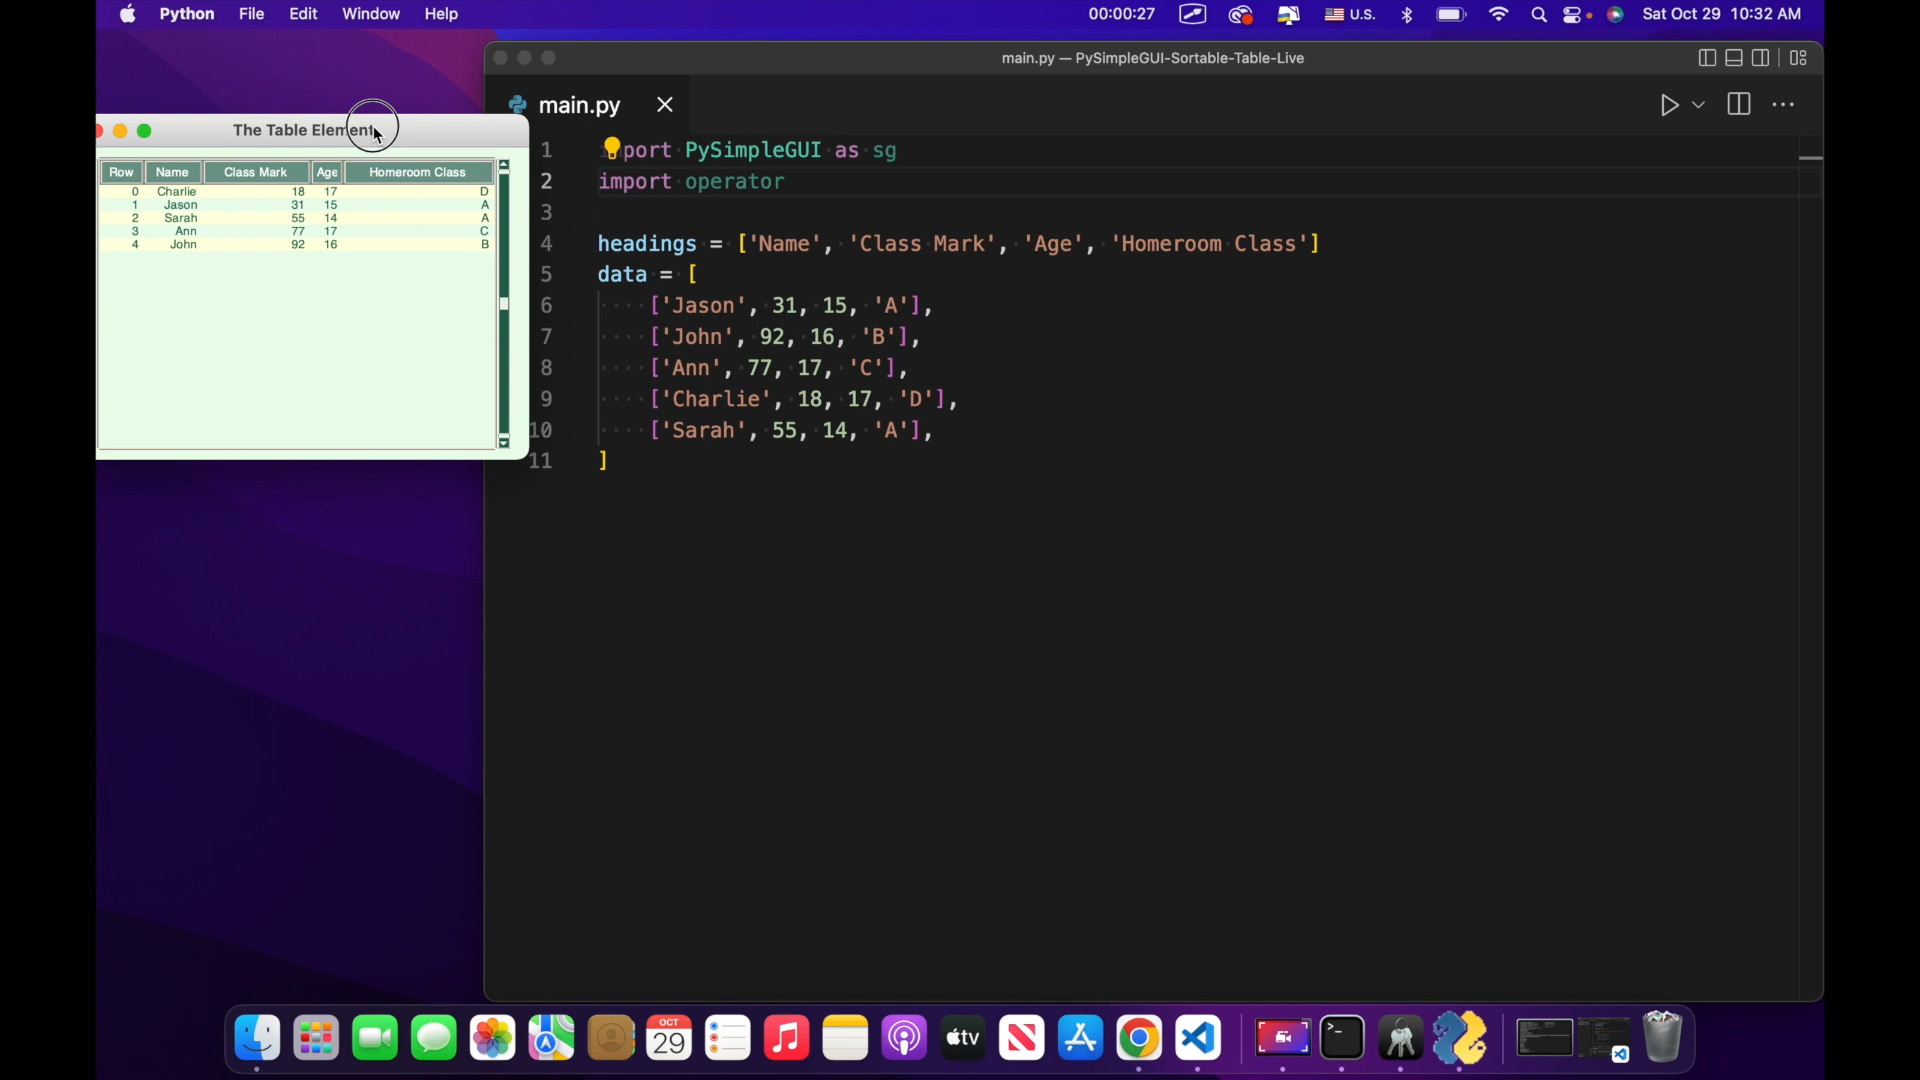 Python File Edit Window Help 00:00:27 U.S. Sat Oct 29 10:32 AM
main.py — PySimpleGUI-Sortable-Table-Live
main.py
The Table Element
Row Name Class Mark Age Homeroom Class
0 Charlie 18 17 D
1 Jason 31 15 A
2 Sarah 55 14 A
3 Ann 77 17 C
4 John 92 16 B
1 port PySimpleGUI as sg
2 import operator
3
4 headings = ['Name', 'Class Mark', 'Age', 'Homeroom Class']
5 data = [
6 ['Jason', 31, 15, 'A'],
7 ['John', 92, 16, 'B'],
8 ['Ann', 77, 17, 'C'],
9 ['Charlie', 18, 17, 'D'],
10 ['Sarah', 55, 14, 'A'],
11 ]
OCT
29
tv
>_